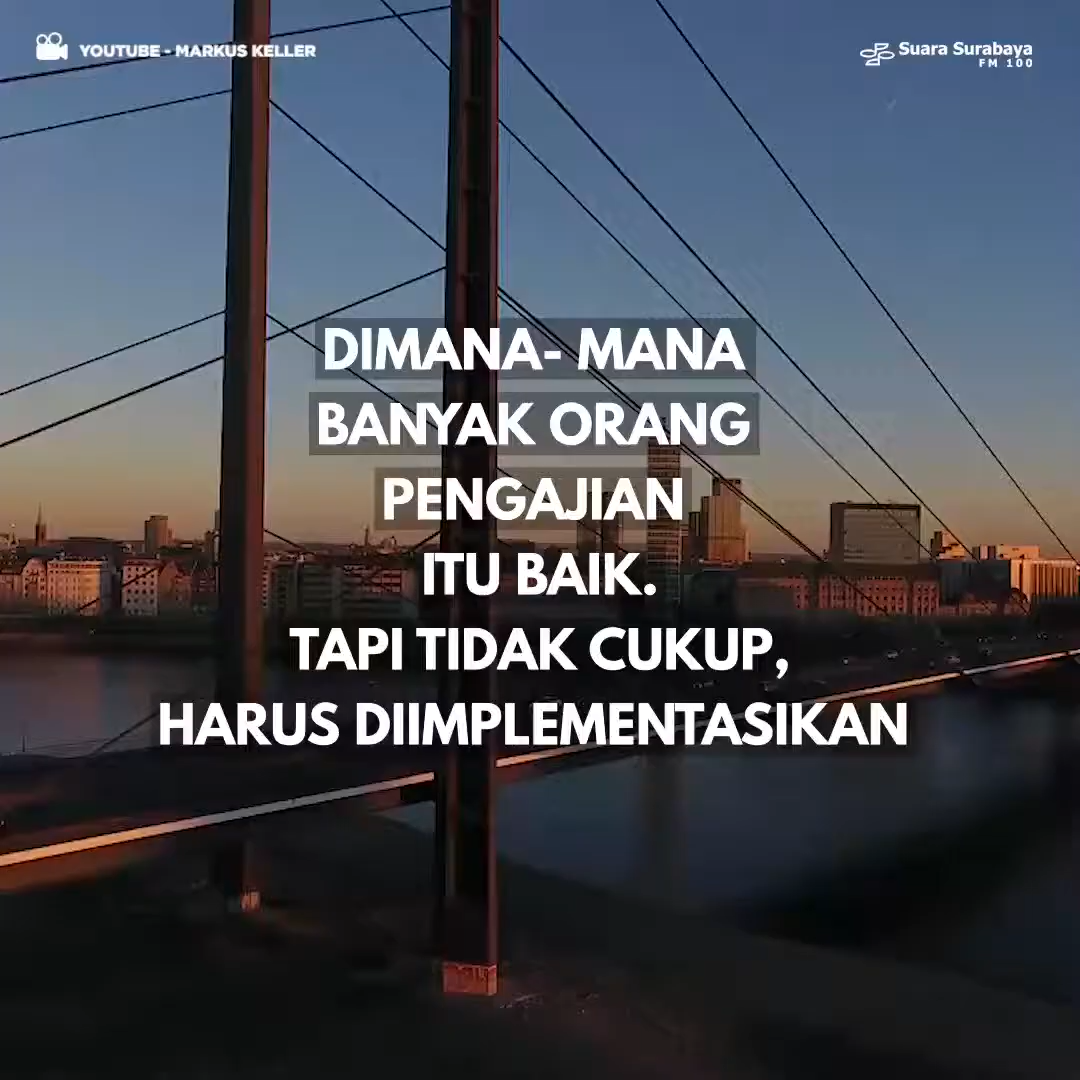 YOUTUBE - MARKUS KELLER
Suara Surabaya
FM 100
DIMANA- MANA
BANYAK ORANG
PENGAJIAN
ITU BAIK.
TAPI TIDAK CUKUP,
HARUS DIIMPLEMENTASIKAN